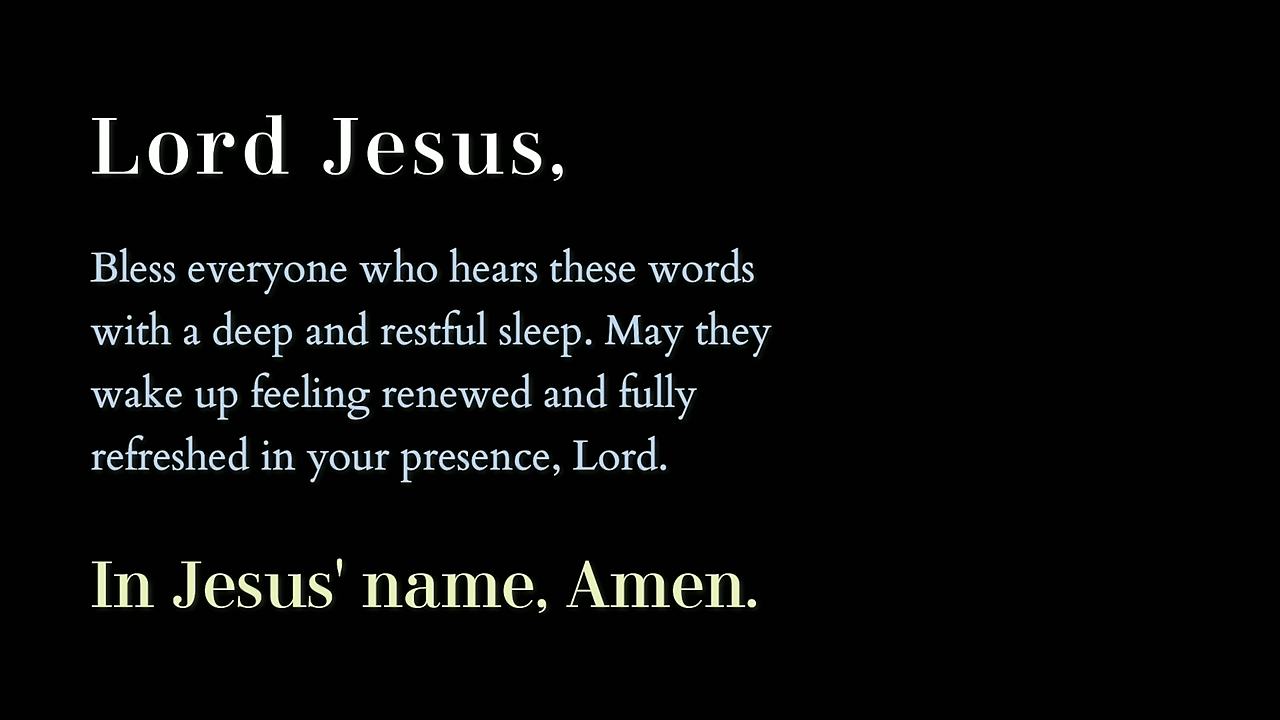 Lord Jesus,
Bless everyone who hears these words
with a deep and restful sleep. May they
wake up feeling renewed and fully
refreshed in your presence, Lord.
In Jesus' name, Amen.